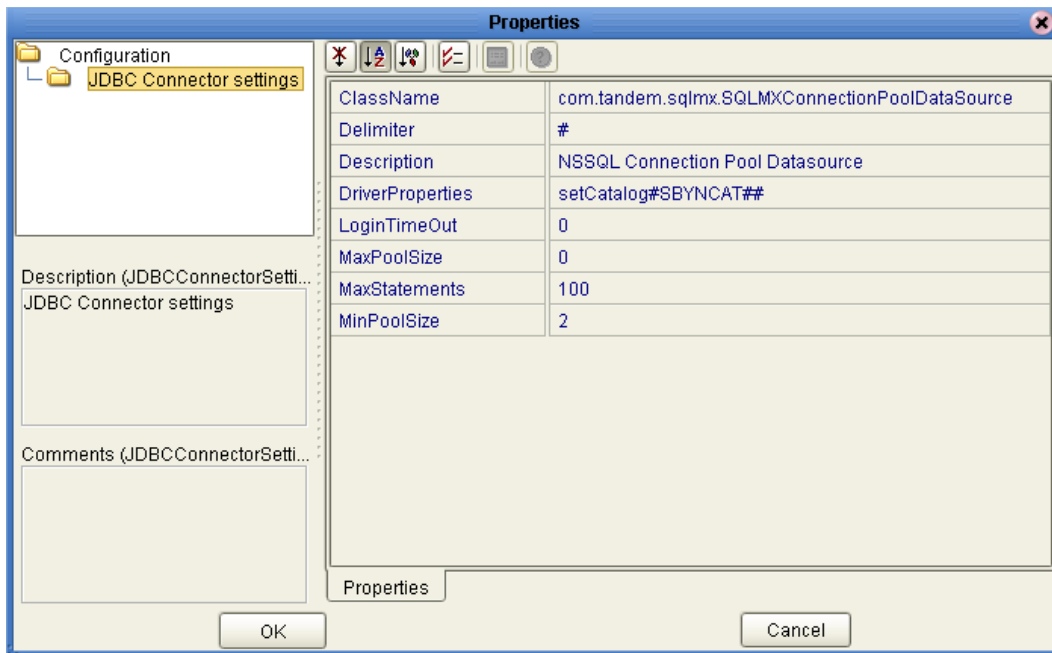 Properties
Configuration
JDBC Connector settings
ClassName com.tandem.sqlmx.SQLMXConnectionPoolDataSource
Delimiter #
Description NSSQL Connection Pool Datasource
DriverProperties setCatalog#SBYNCAT##
LoginTimeOut 0
MaxPoolSize 0
MaxStatements 100
MinPoolSize 2
Description (JDBCConnectorSetti...
JDBC Connector settings
Comments (JDBCConnectorSetti...
Properties
OK
Cancel